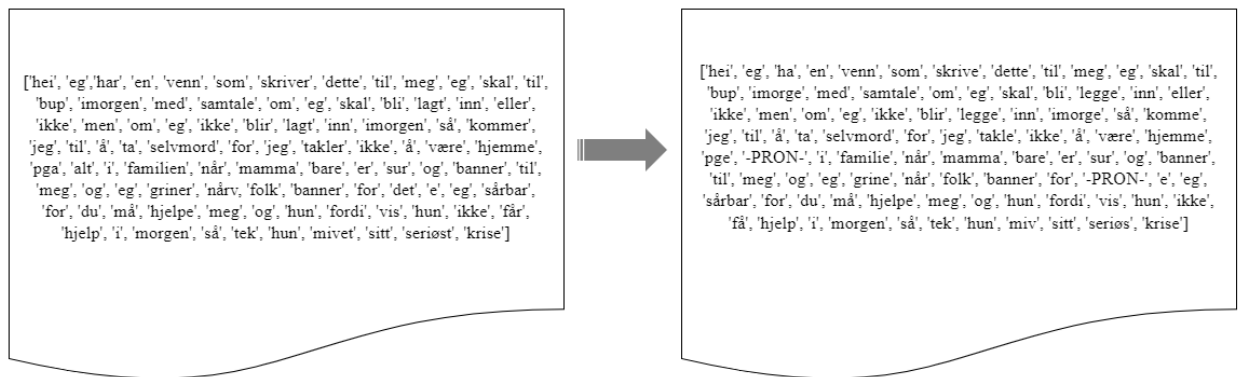 ['hei', 'eg','har', 'en', 'venn', 'som', 'skriver', 'dette', 'til', 'meg', 'eg', 'skal', 'til',
'bup', 'imorgen', 'med', 'samtale', 'om', 'eg', 'skal', 'bli', 'lagt', 'inn', 'eller',
'ikke', 'men', 'om', 'eg', 'ikke', 'blir', 'lagt', 'inn', 'imorgen', 'så', 'kommer',
'jeg', 'til', 'å', 'ta', 'selvmord', 'for', 'jeg', 'takler', 'ikke', 'å', 'være', 'hjemme',
'pga', 'alt', 'i', 'familien', 'når', 'mamma', 'bare', 'er', 'sur', 'og', 'banner', 'til',
'meg', 'og', 'eg', 'griner', 'nårv', 'folk', 'banner', 'for', 'det', 'e', 'eg', 'sårbar',
'for', 'du', 'må', 'hjelpe', 'meg', 'og', 'hun', 'fordi', 'vis', 'hun', 'ikke', 'får',
'hjelp', 'i', 'morgen', 'så', 'tek', 'hun', 'mivet', 'sitt', 'seriøst', 'krise']
['hei', 'eg', 'ha', 'en', 'venn', 'som', 'skrive', 'dette', 'til', 'meg', 'eg', 'skal', 'til',
'bup', 'imorge', 'med', 'samtale', 'om', 'eg', 'skal', 'bli', 'legge', 'inn', 'eller',
'ikke', 'men', 'om', 'eg', 'ikke', 'blir', 'legge', 'inn', 'imorge', 'så', 'komme',
'jeg', 'til', 'å', 'ta', 'selvmord', 'for', 'jeg', 'takle', 'ikke', 'å', 'være', 'hjemme',
'pge', '-PRON-', 'i', 'familie', 'når', 'mamma', 'bare', 'er', 'sur', 'og', 'banner',
'til', 'meg', 'og', 'eg', 'grine', 'når', 'folk', 'banner', 'for', '-PRON-', 'e', 'eg',
'sårbar', 'for', 'du', 'må', 'hjelpe', 'meg', 'og', 'hun', 'fordi', 'vis', 'hun', 'ikke',
'få', 'hjelp', 'i', 'morgen', 'så', 'tek', 'hun', 'miv', 'sitt', 'seriøs', 'krise']